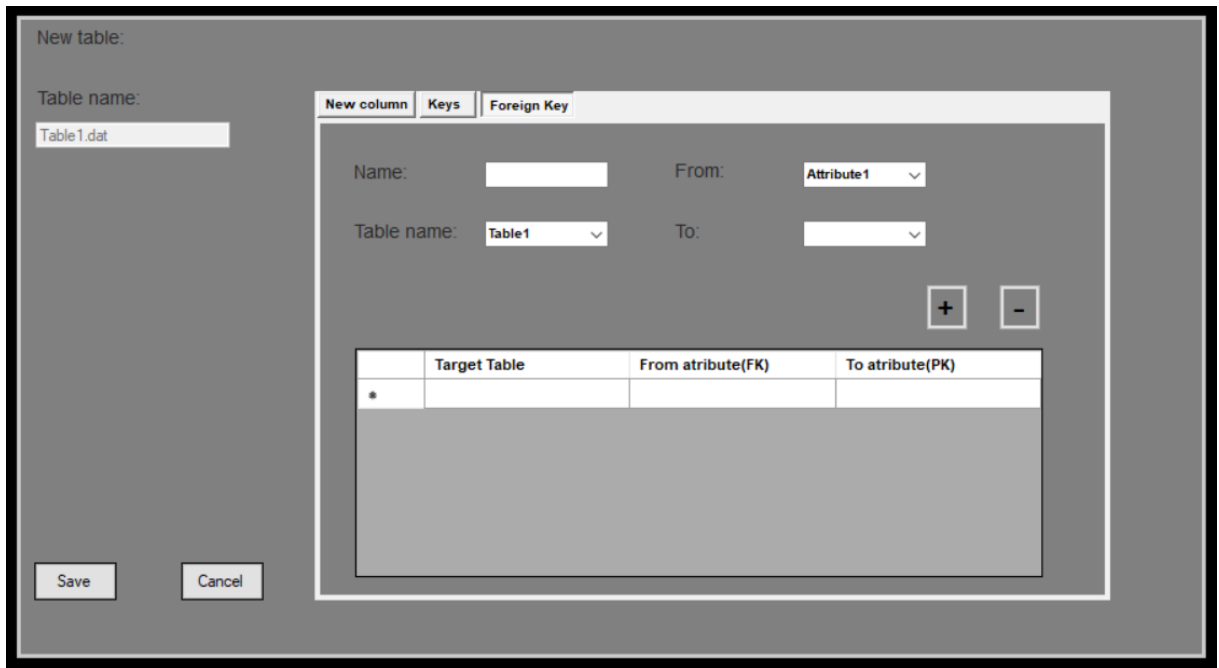 New table:
Table name:
Table1.dat
New column Keys Foreign Key
Name: From: Attribute1
Table name: Table1 To:
+ -
Target Table From atribute(FK) To atribute(PK)
*
Save Cancel